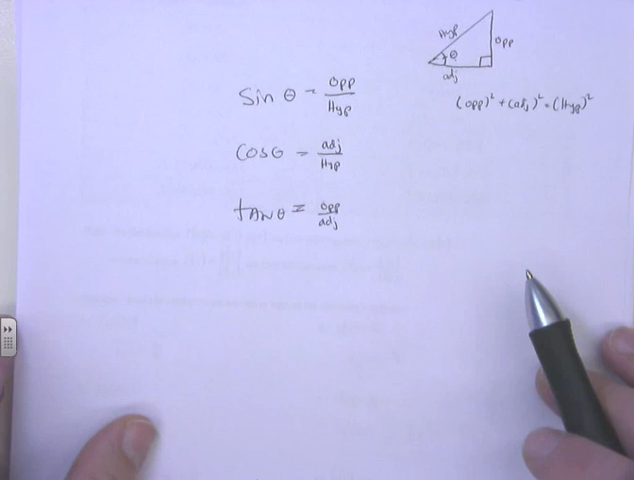 Hyp
Opp
θ
adj
(opp)² + (adj)² = (Hyp)²
Sin θ = Opp/Hyp
Cos θ = adj/Hyp
tAN θ = Opp/adj